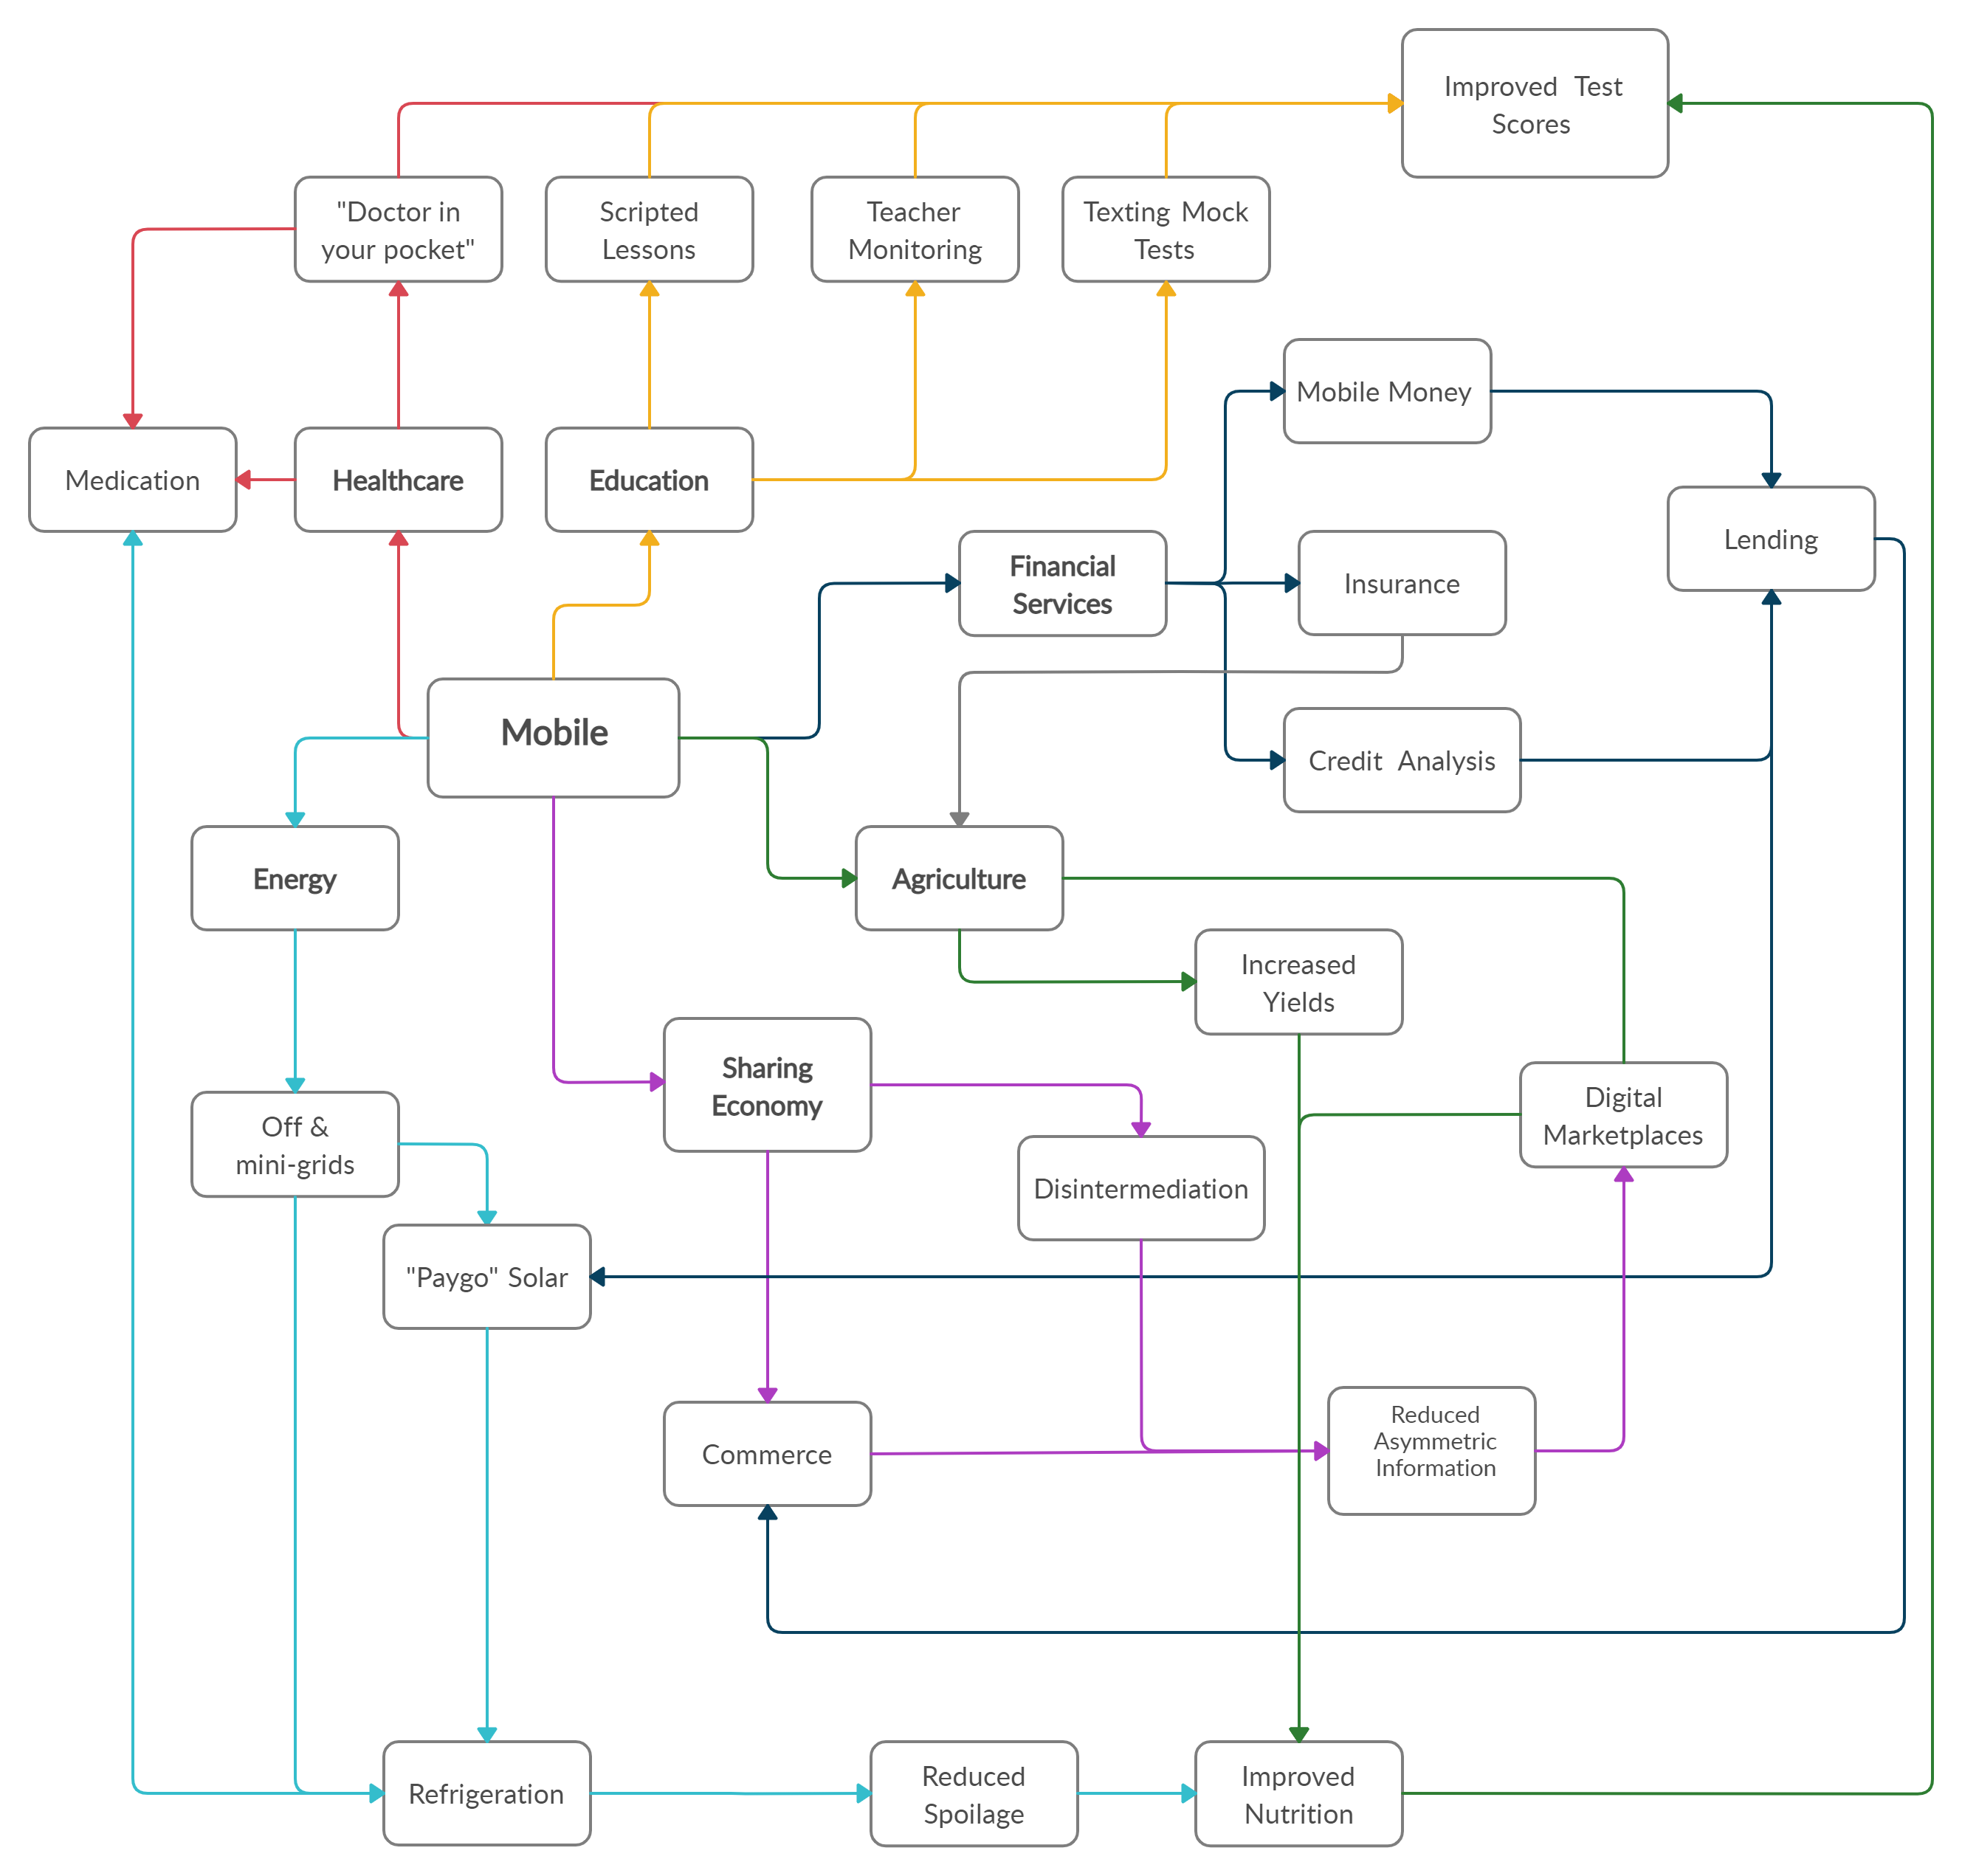 Improved Test
Scores
"Doctor in
your pocket"
Scripted
Lessons
Teacher
Monitoring
Texting Mock
Tests
Mobile Money
Medication
Healthcare
Education
Lending
Financial
Services
Insurance
Mobile
Credit Analysis
Energy
Agriculture
Increased
Yields
Sharing
Economy
Digital
Marketplaces
Off &
mini-grids
Disintermediation
"Paygo" Solar
Commerce
Reduced
Asymmetric
Information
Refrigeration
Reduced
Spoilage
Improved
Nutrition